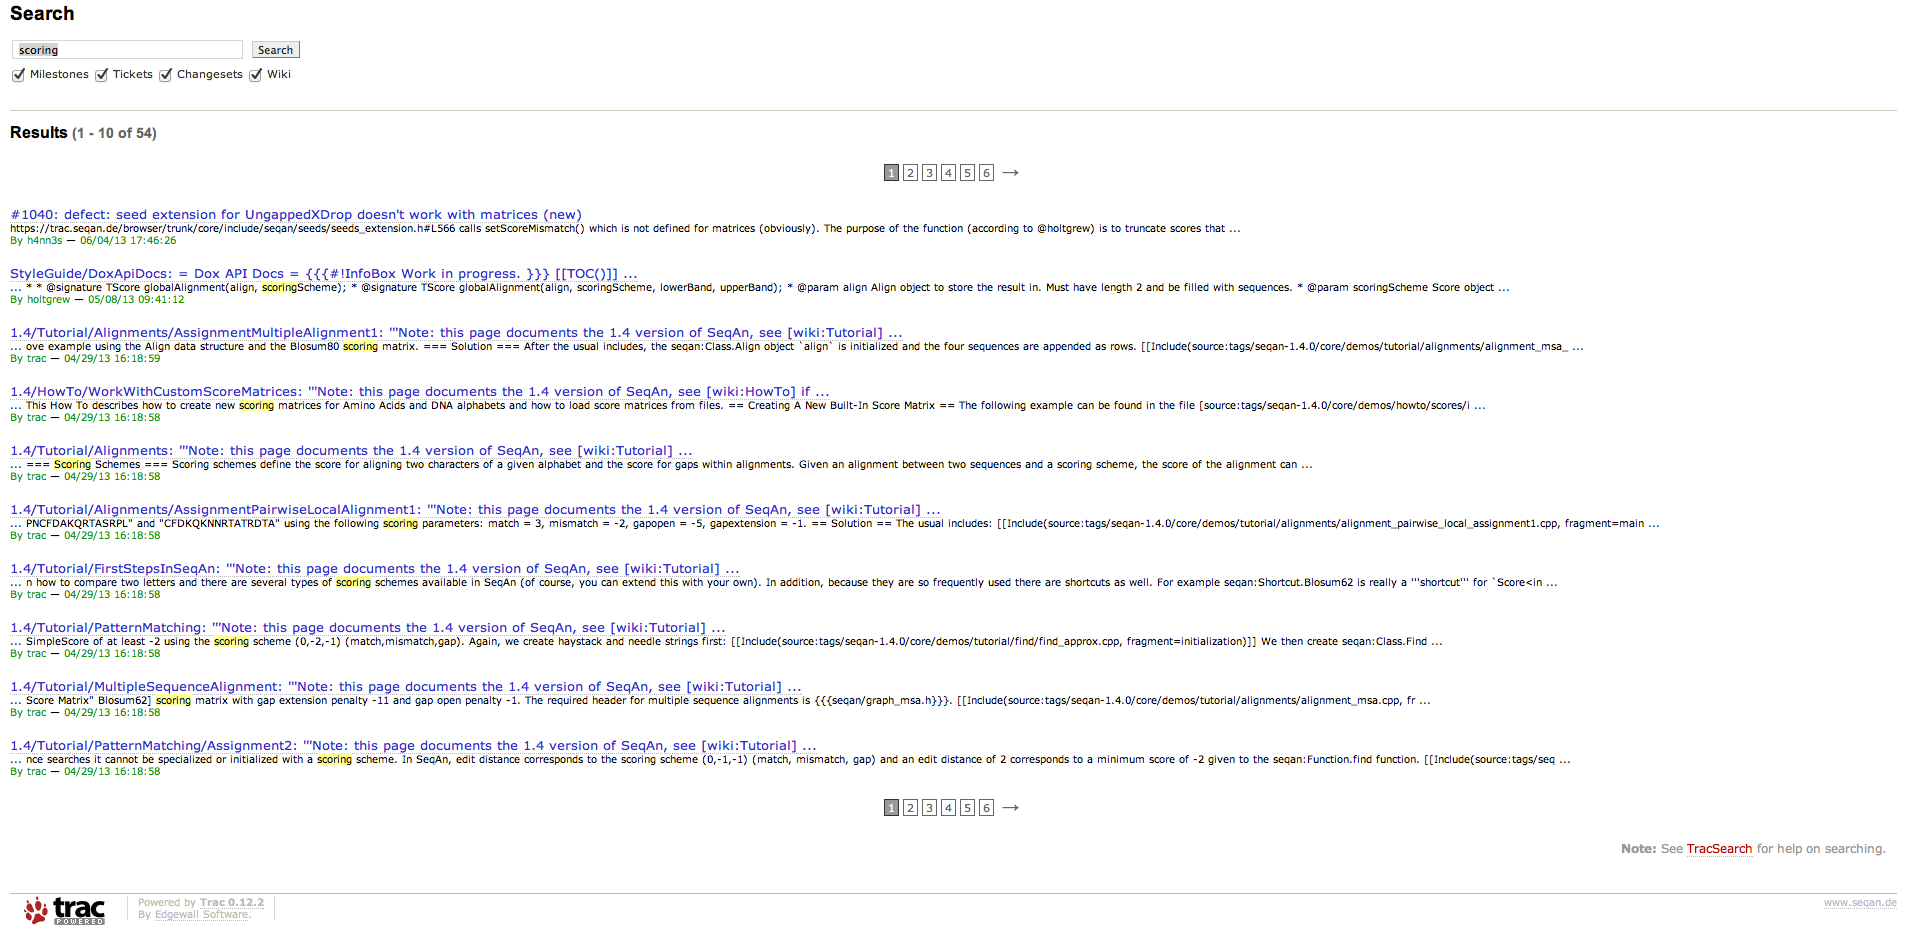 Search
scoring Search
Milestones Tickets Changesets Wiki
Results (1 - 10 of 54)
1 2 3 4 5 6 →
#1040: defect: seed extension for UngappedXDrop doesn't work with matrices (new)
https://trac.seqan.de/browser/trunk/core/include/seqan/seeds/seeds_extension.h#L566 calls setScoreMismatch() which is not defined for matrices (obviously). The purpose of the function (according to @holtgrew) is to truncate scores that ...
By h4nn3s — 06/04/13 17:46:26
StyleGuide/DoxApiDocs: = Dox API Docs = {{{#!InfoBox Work in progress. }}} [[TOC()]] ...
... * * @signature TScore globalAlignment(align, scoringScheme); * @signature TScore globalAlignment(align, scoringScheme, lowerBand, upperBand); * @param align Align object to store the result in. Must have length 2 and be filled with sequences. * @param scoringScheme Score object ...
By holtgrew — 05/08/13 09:41:12
1.4/Tutorial/Alignments/AssignmentMultipleAlignment1: '''Note: this page documents the 1.4 version of SeqAn, see [wiki:Tutorial] ...
... ove example using the Align data structure and the Blosum80 scoring matrix. === Solution === After the usual includes, the seqan:Class.Align object `align` is initialized and the four sequences are appended as rows. [[Include(source:tags/seqan-1.4.0/core/demos/tutorial/alignments/alignment_msa_ ...
By trac — 04/29/13 16:18:59
1.4/HowTo/WorkWithCustomScoreMatrices: '''Note: this page documents the 1.4 version of SeqAn, see [wiki:HowTo] if ...
... This How To describes how to create new scoring matrices for Amino Acids and DNA alphabets and how to load score matrices from files. == Creating A New Built-In Score Matrix == The following example can be found in the file [source:tags/seqan-1.4.0/core/demos/howto/scores/i ...
By trac — 04/29/13 16:18:58
1.4/Tutorial/Alignments: '''Note: this page documents the 1.4 version of SeqAn, see [wiki:Tutorial] ...
... === Scoring Schemes === Scoring schemes define the score for aligning two characters of a given alphabet and the score for gaps within alignments. Given an alignment between two sequences and a scoring scheme, the score of the alignment can ...
By trac — 04/29/13 16:18:58
1.4/Tutorial/Alignments/AssignmentPairwiseLocalAlignment1: '''Note: this page documents the 1.4 version of SeqAn, see [wiki:Tutorial] ...
... PNCFDAKQRTASRPL" and "CFDKQKNNRTATRDTA" using the following scoring parameters: match = 3, mismatch = -2, gapopen = -5, gapextension = -1. == Solution == The usual includes: [[Include(source:tags/seqan-1.4.0/core/demos/tutorial/alignments/alignment_pairwise_local_assignment1.cpp, fragment=main ...
By trac — 04/29/13 16:18:58
1.4/Tutorial/FirstStepsInSeqAn: '''Note: this page documents the 1.4 version of SeqAn, see [wiki:Tutorial] ...
... n how to compare two letters and there are several types of scoring schemes available in SeqAn (of course, you can extend this with your own). In addition, because they are so frequently used there are shortcuts as well. For example seqan:Shortcut.Blosum62 is really a '''shortcut''' for `Score<in ...
By trac — 04/29/13 16:18:58
1.4/Tutorial/PatternMatching: '''Note: this page documents the 1.4 version of SeqAn, see [wiki:Tutorial] ...
... SimpleScore of at least -2 using the scoring scheme (0,-2,-1) (match,mismatch,gap). Again, we create haystack and needle strings first: [[Include(source:tags/seqan-1.4.0/core/demos/tutorial/find/find_approx.cpp, fragment=initialization)]] We then create seqan:Class.Find ...
By trac — 04/29/13 16:18:58
1.4/Tutorial/MultipleSequenceAlignment: '''Note: this page documents the 1.4 version of SeqAn, see [wiki:Tutorial] ...
... Score Matrix" Blosum62] scoring matrix with gap extension penalty -11 and gap open penalty -1. The required header for multiple sequence alignments is {{{seqan/graph_msa.h}}}. [[Include(source:tags/seqan-1.4.0/core/demos/tutorial/alignments/alignment_msa.cpp, fr ...
By trac — 04/29/13 16:18:58
1.4/Tutorial/PatternMatching/Assignment2: '''Note: this page documents the 1.4 version of SeqAn, see [wiki:Tutorial] ...
... nce searches it cannot be specialized or initialized with a scoring scheme. In SeqAn, edit distance corresponds to the scoring scheme (0,-1,-1) (match, mismatch, gap) and an edit distance of 2 corresponds to a minimum score of -2 given to the seqan:Function.find function. [[Include(source:tags/seq ...
By trac — 04/29/13 16:18:58
1 2 3 4 5 6 →
Note: See TracSearch for help on searching.
trac POWERED
Powered by Trac 0.12.2
By Edgewall Software.
www.seqan.de